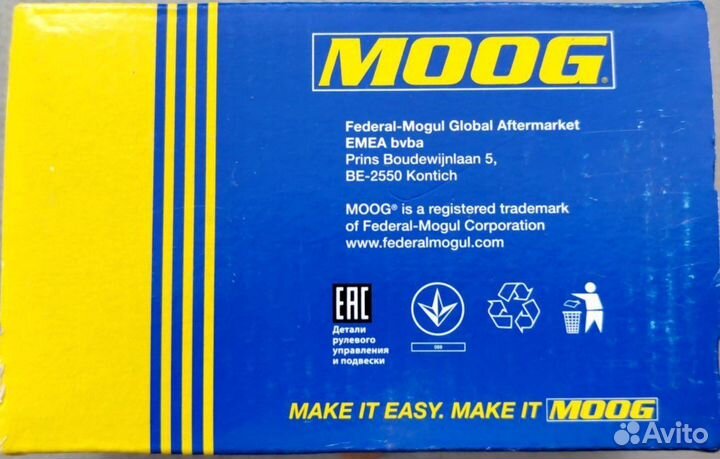 MOOG®
Federal-Mogul Global Aftermarket
EMEA bvba
Prins Boudewijnlaan 5,
BE-2550 Kontich
MOOG® is a registered trademark
of Federal-Mogul Corporation
www.federalmogul.com
EAC
Детали
рулевого
управления
и подвески
088
MAKE IT EASY. MAKE IT MOOG
Avito